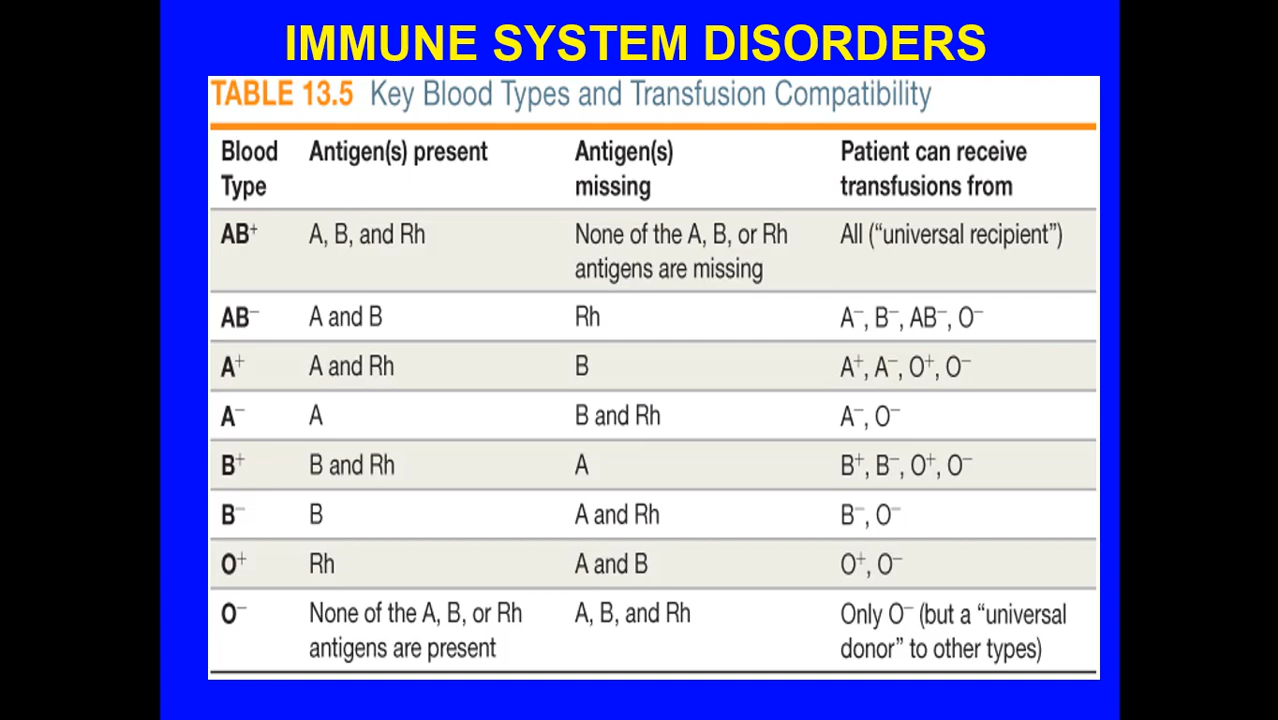 IMMUNE SYSTEM DISORDERS
TABLE 13.5 Key Blood Types and Transfusion Compatibility
Blood Type | Antigen(s) present | Antigen(s) missing | Patient can receive transfusions from
AB⁺ | A, B, and Rh | None of the A, B, or Rh antigens are missing | All (“universal recipient”)
AB⁻ | A and B | Rh | A⁻, B⁻, AB⁻, O⁻
A⁺ | A and Rh | B | A⁺, A⁻, O⁺, O⁻
A⁻ | A | B and Rh | A⁻, O⁻
B⁺ | B and Rh | A | B⁺, B⁻, O⁺, O⁻
B⁻ | B | A and Rh | B⁻, O⁻
O⁺ | Rh | A and B | O⁺, O⁻
O⁻ | None of the A, B, or Rh antigens are present | A, B, and Rh | Only O⁻ (but a “universal donor” to other types)